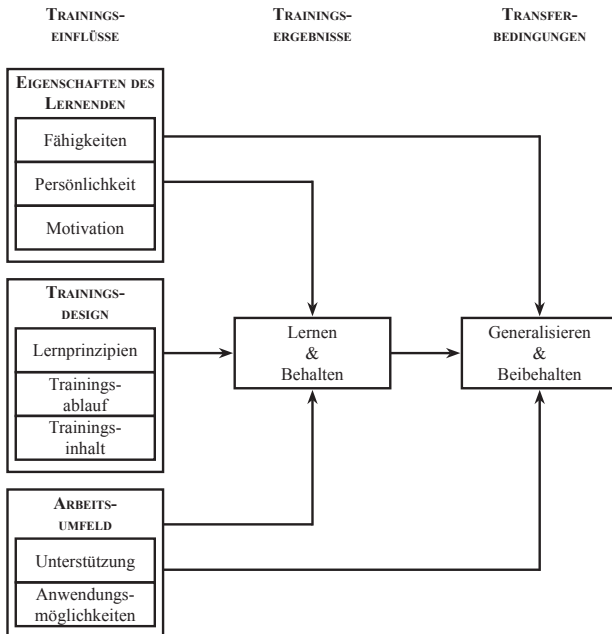 TRAININGS-
EINFLÜSSE
TRAININGS-
ERGEBNISSE
TRANSFER-
BEDINGUNGEN
EIGENSCHAFTEN DES
LERNENDEN
Fähigkeiten
Persönlichkeit
Motivation
TRAININGS-
DESIGN
Lernprinzipien
Trainings-
ablauf
Trainings-
inhalt
Lernen
&
Behalten
Generalisieren
&
Beibehalten
ARBEITS-
UMFELD
Unterstützung
Anwendungs-
möglichkeiten